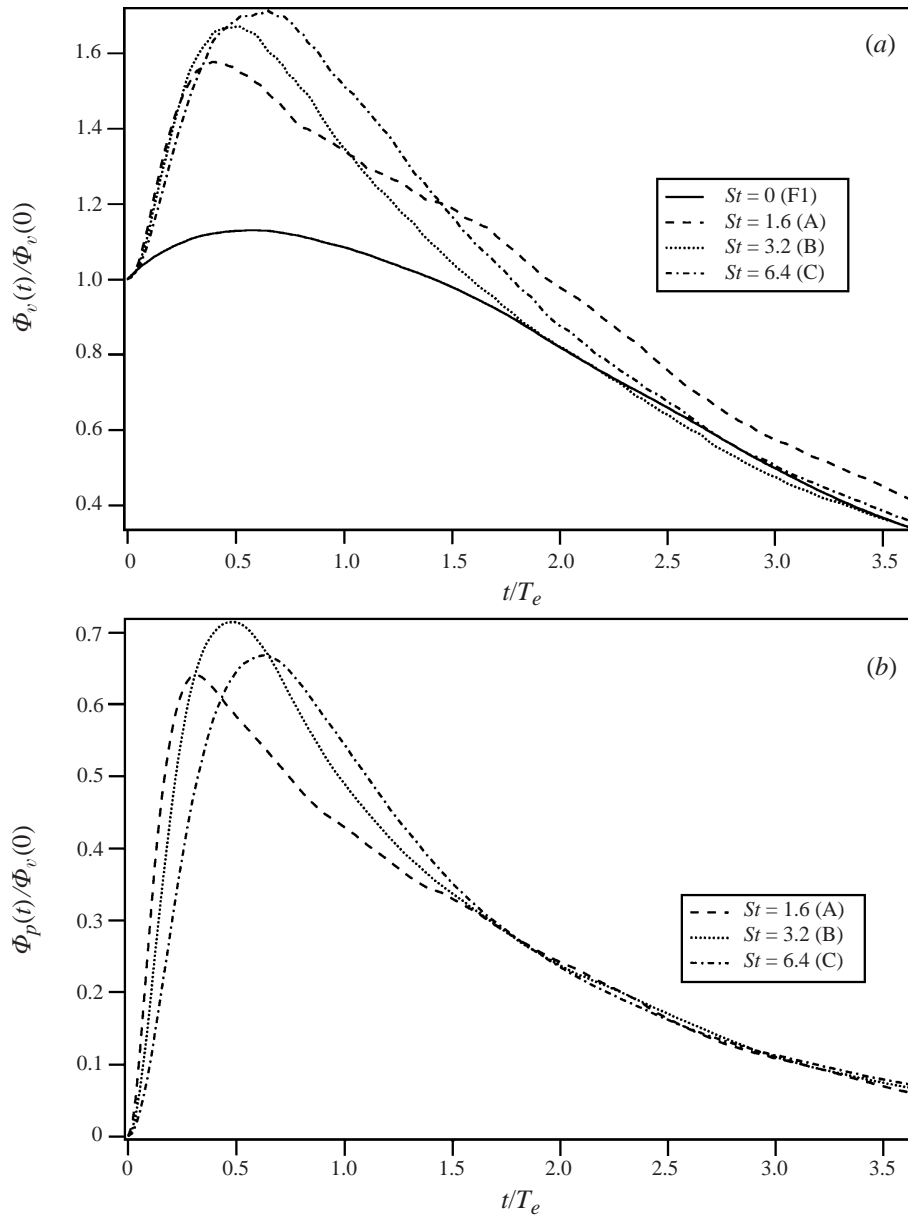 (a)
1.6
1.4
1.2
1.0
0.8
0.6
0.4
Φv(t)/Φv(0)
St = 0 (F1)
St = 1.6 (A)
St = 3.2 (B)
St = 6.4 (C)
0 0.5 1.0 1.5 2.0 2.5 3.0 3.5
t/Te
(b)
0.7
0.6
0.5
0.4
0.3
0.2
0.1
0
Φp(t)/Φv(0)
St = 1.6 (A)
St = 3.2 (B)
St = 6.4 (C)
0 0.5 1.0 1.5 2.0 2.5 3.0 3.5
t/Te